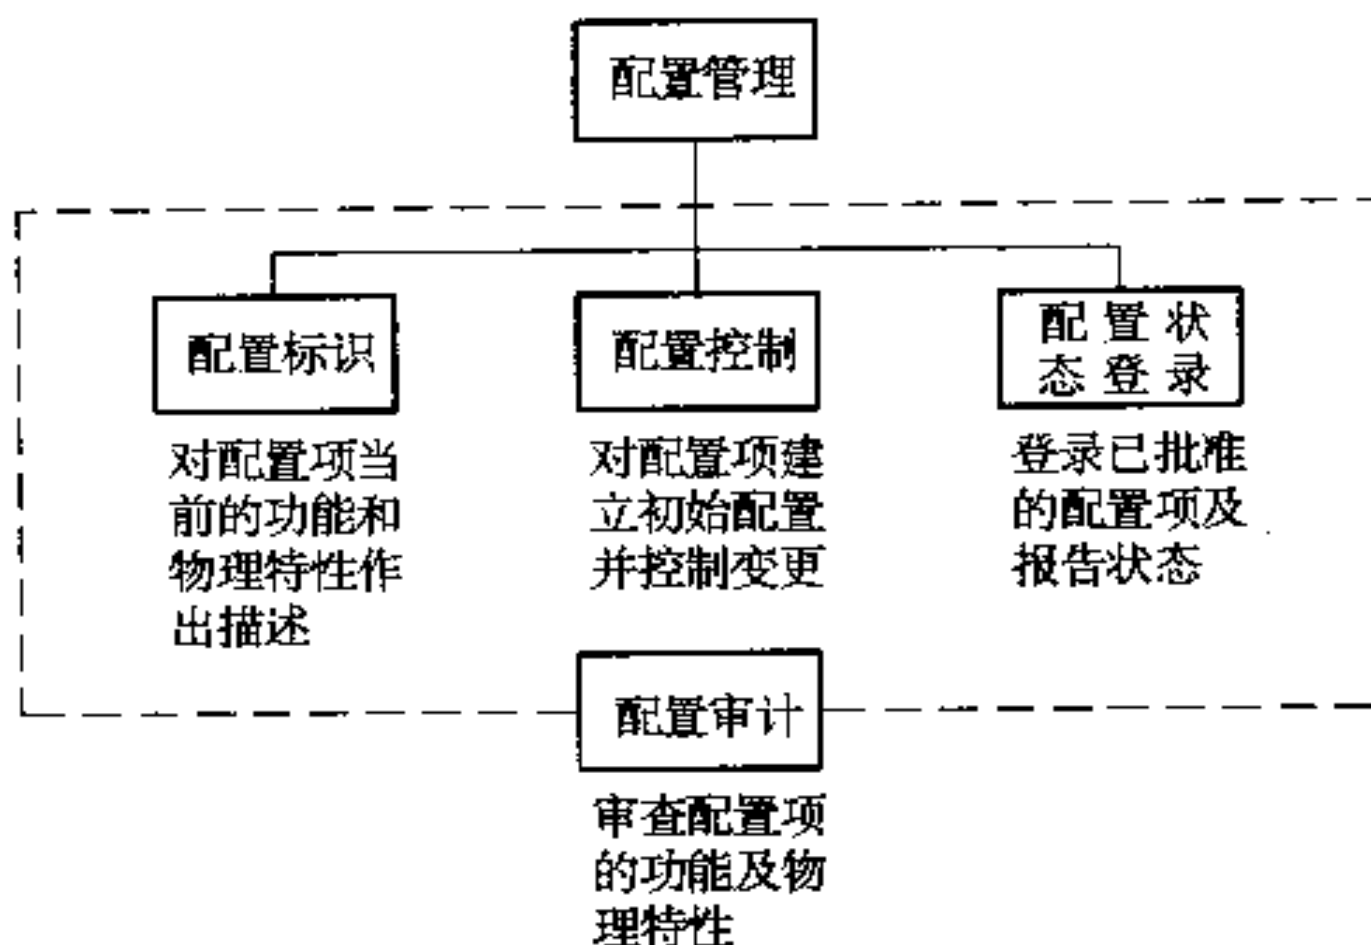 配置管理
配置标识
对配置项当
前的功能和
物理特性作
出描述
配置控制
对配置项建
立初始配置
并控制变更
配置状
态登录
登录已批准
的配置项及
报告状态
配置审计
审查配置项
的功能及物
理特性